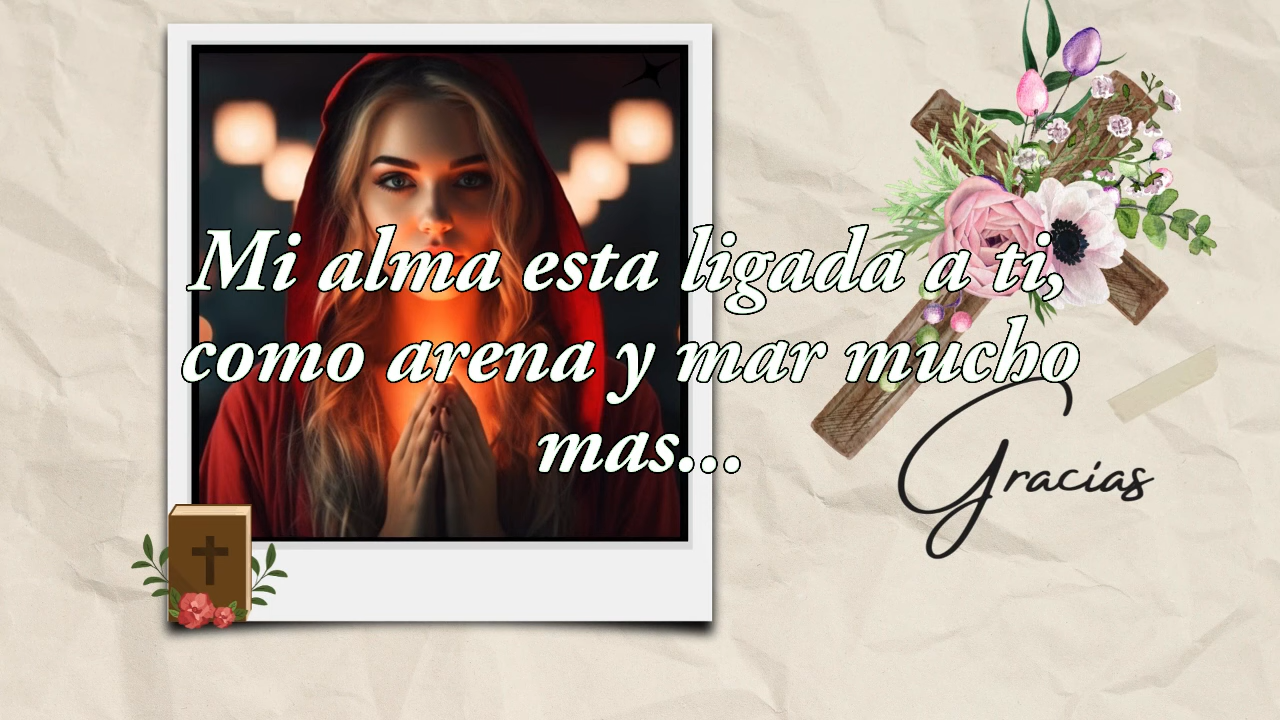 Mi alma esta ligada a ti,
como arena y mar mucho
mas...
Gracias